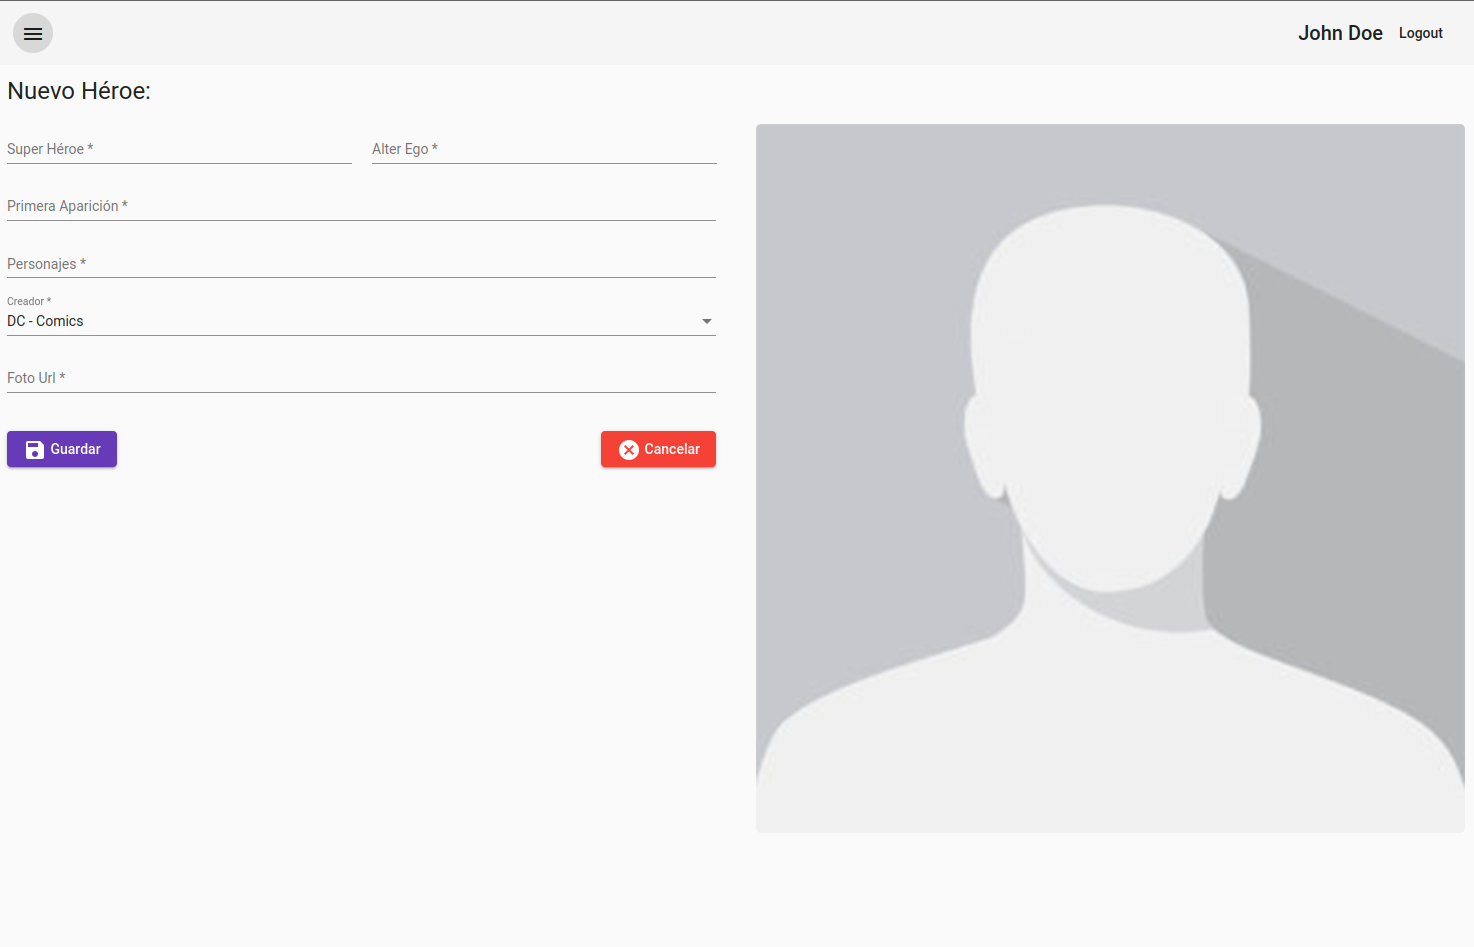 John Doe Logout
Nuevo Héroe:
Super Héroe * Alter Ego *
Primera Aparición *
Personajes *
Creador *
DC - Comics
Foto Url *
Guardar Cancelar